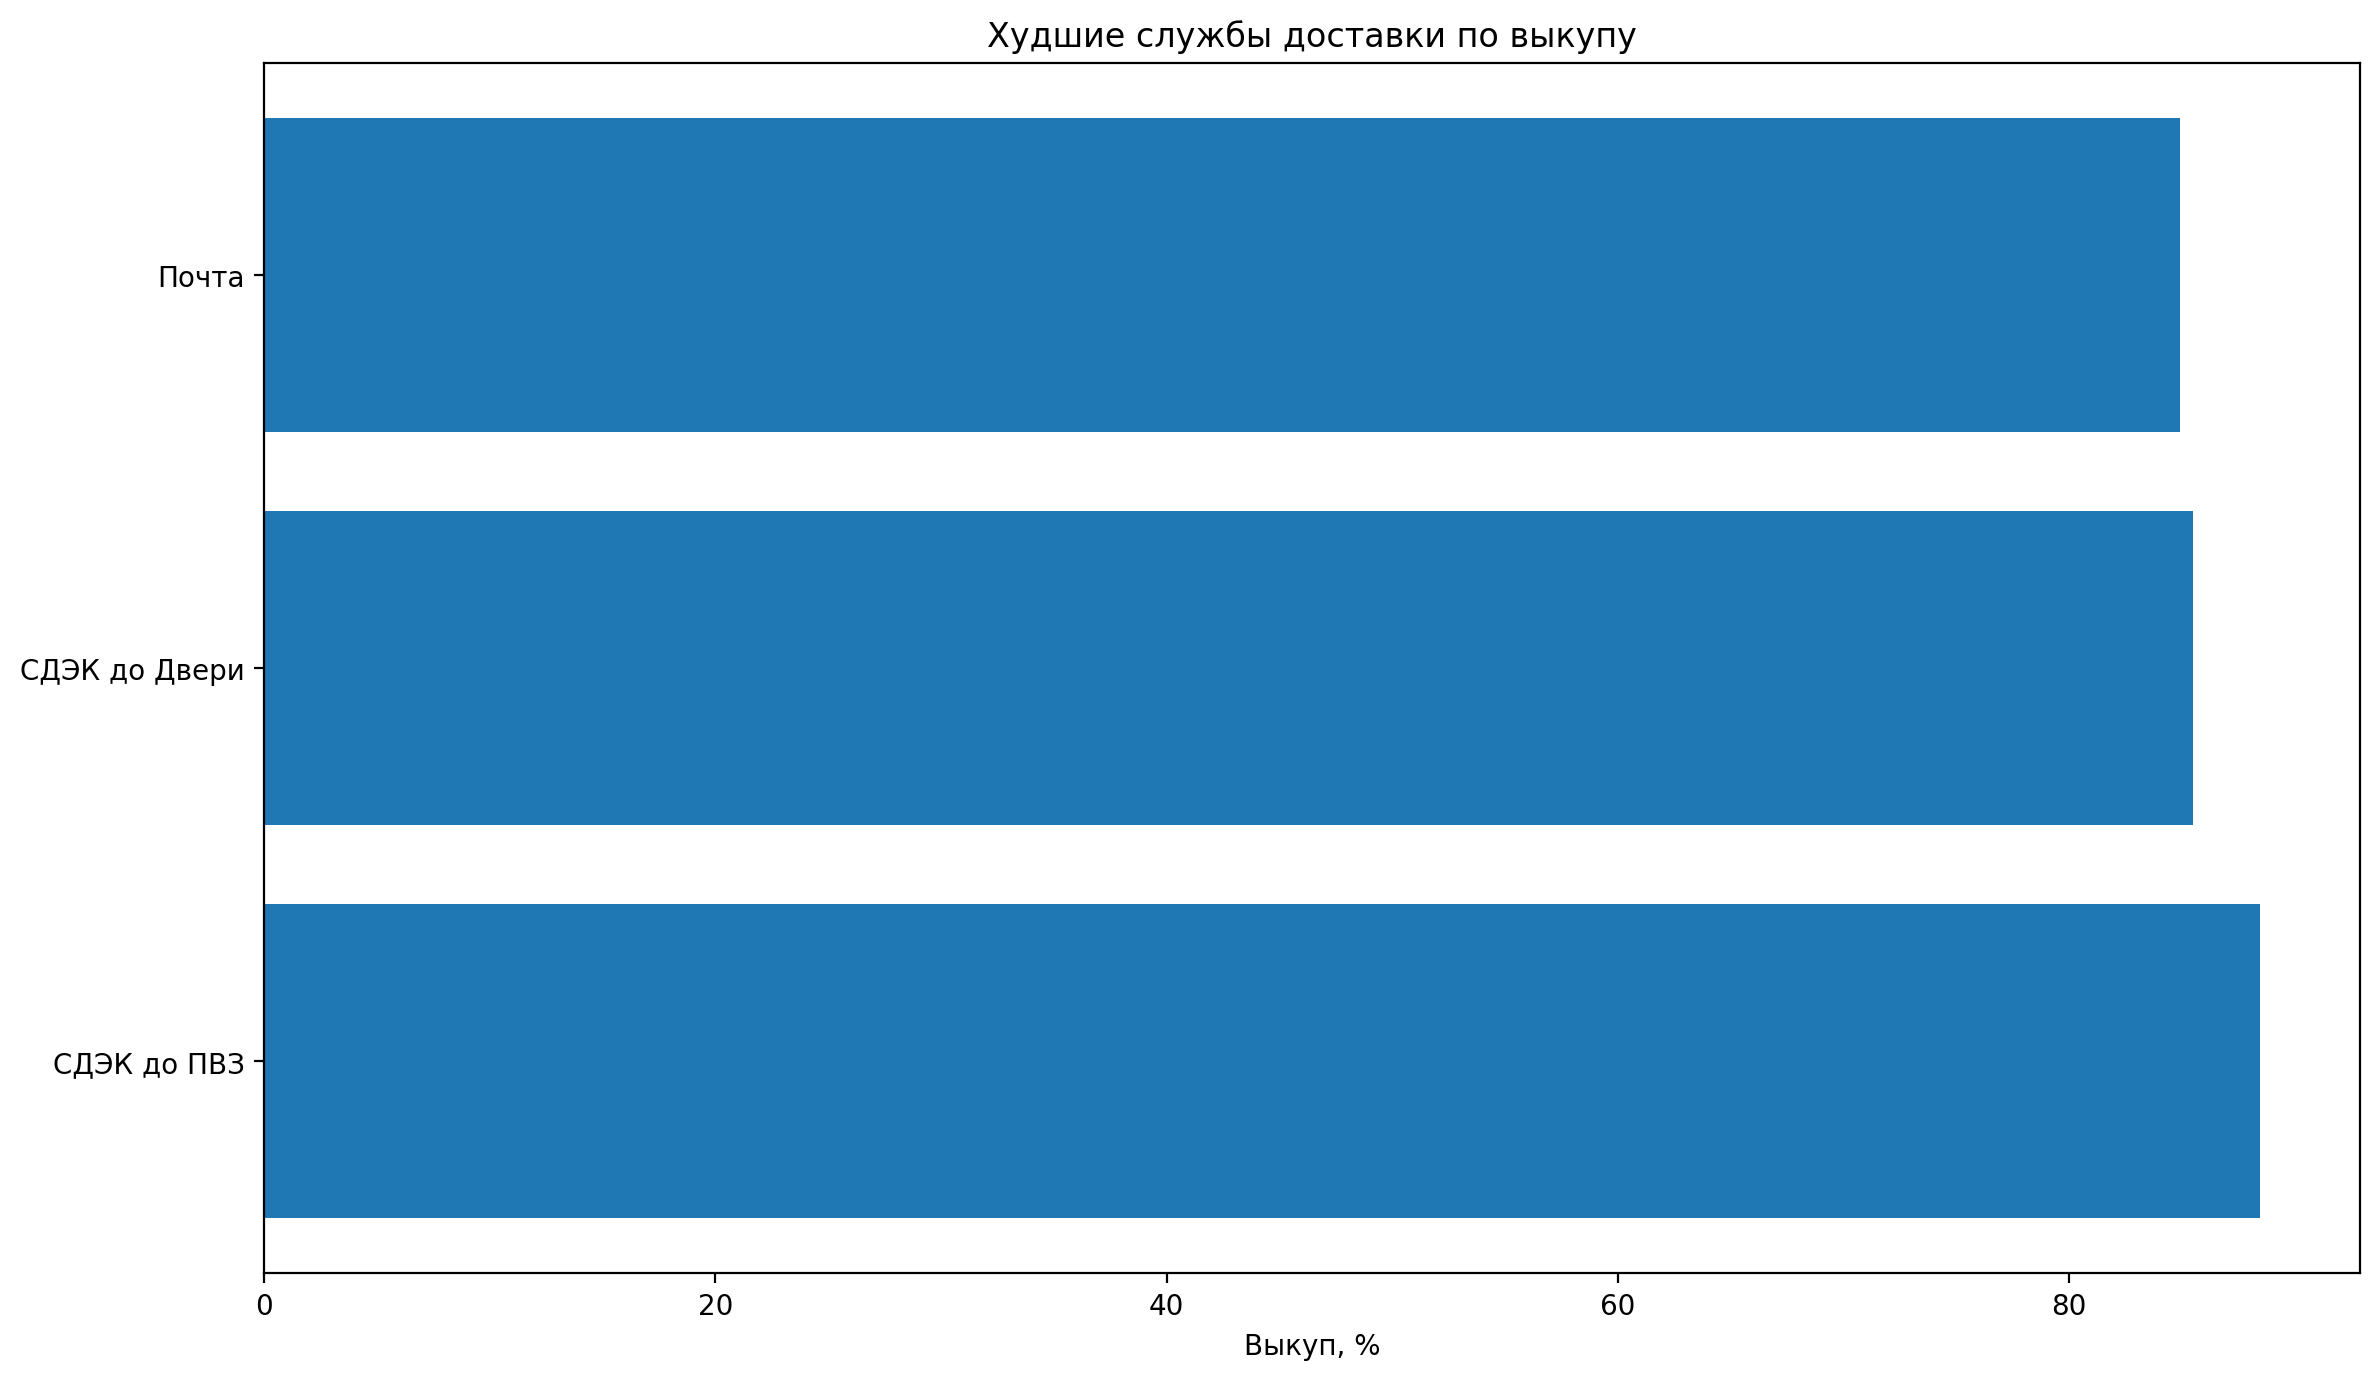 Худшие службы доставки по выкупу
Почта
СДЭК до Двери
СДЭК до ПВЗ
0 20 40 60 80
Выкуп, %